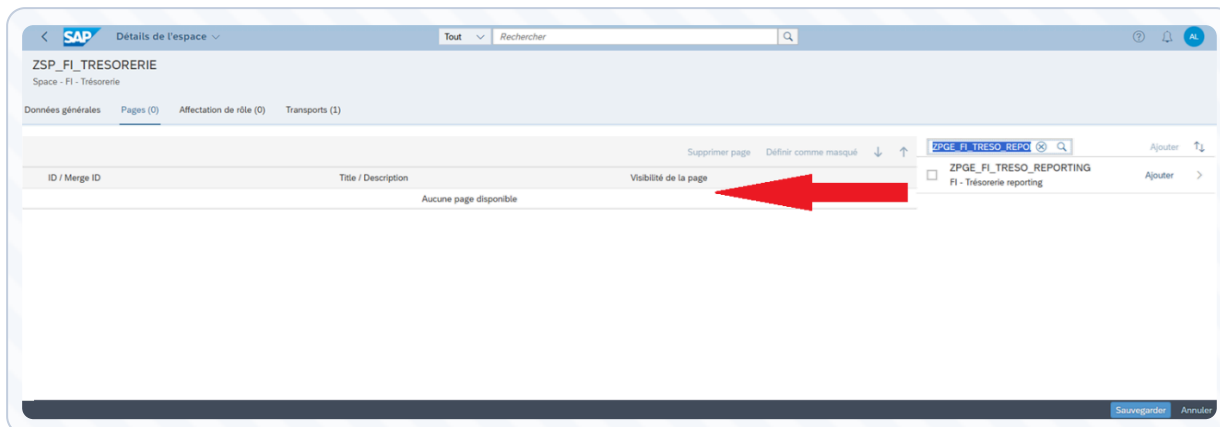 SAP Détails de l'espace Tout Rechercher AL
ZSP_FI_TRESORERIE
Space - FI - Trésorerie
Données générales Pages (0) Affectation de rôle (0) Transports (1)
Supprimer page Définir comme masqué ZPGE_FI_TRESO_REPO Ajouter
ID / Merge ID Title / Description Visibilité de la page ZPGE_FI_TRESO_REPORTING Ajouter
FI - Trésorerie reporting
Aucune page disponible
Sauvegarder Annuler